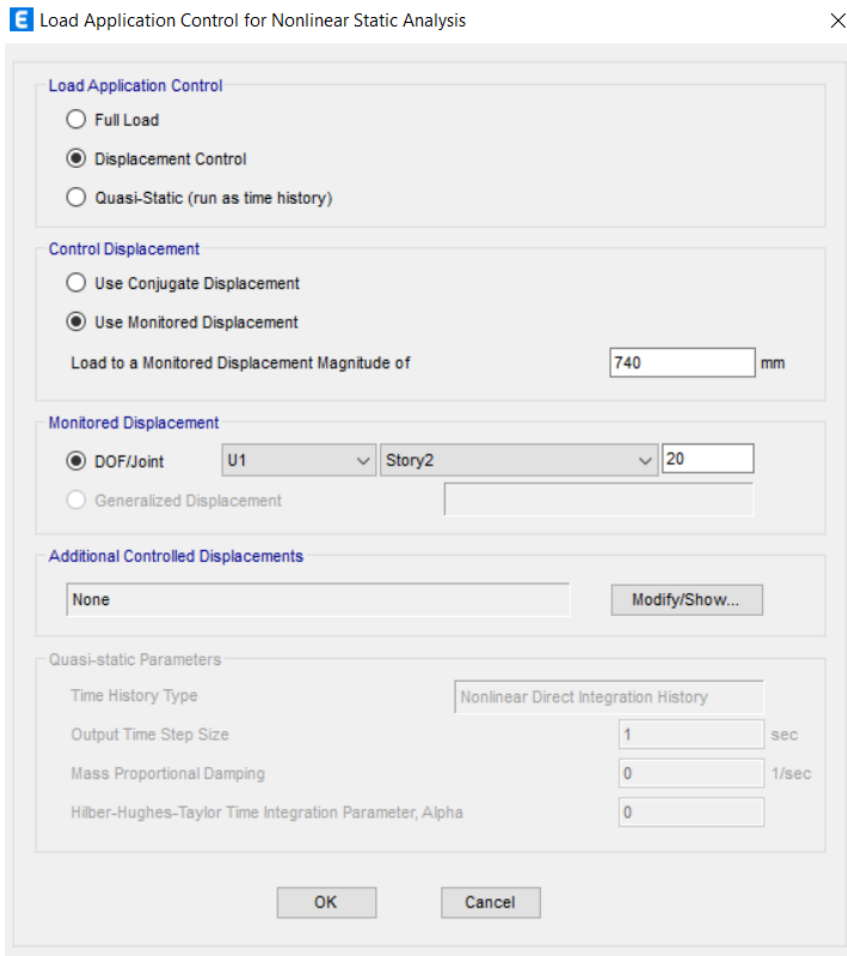 E Load Application Control for Nonlinear Static Analysis
Load Application Control
Full Load
Displacement Control
Quasi-Static (run as time history)
Control Displacement
Use Conjugate Displacement
Use Monitored Displacement
Load to a Monitored Displacement Magnitude of 740 mm
Monitored Displacement
DOF/Joint U1 Story2 20
Generalized Displacement
Additional Controlled Displacements
None Modify/Show...
Quasi-static Parameters
Time History Type Nonlinear Direct Integration History
Output Time Step Size 1 sec
Mass Proportional Damping 0 1/sec
Hilber-Hughes-Taylor Time Integration Parameter, Alpha 0
OK Cancel